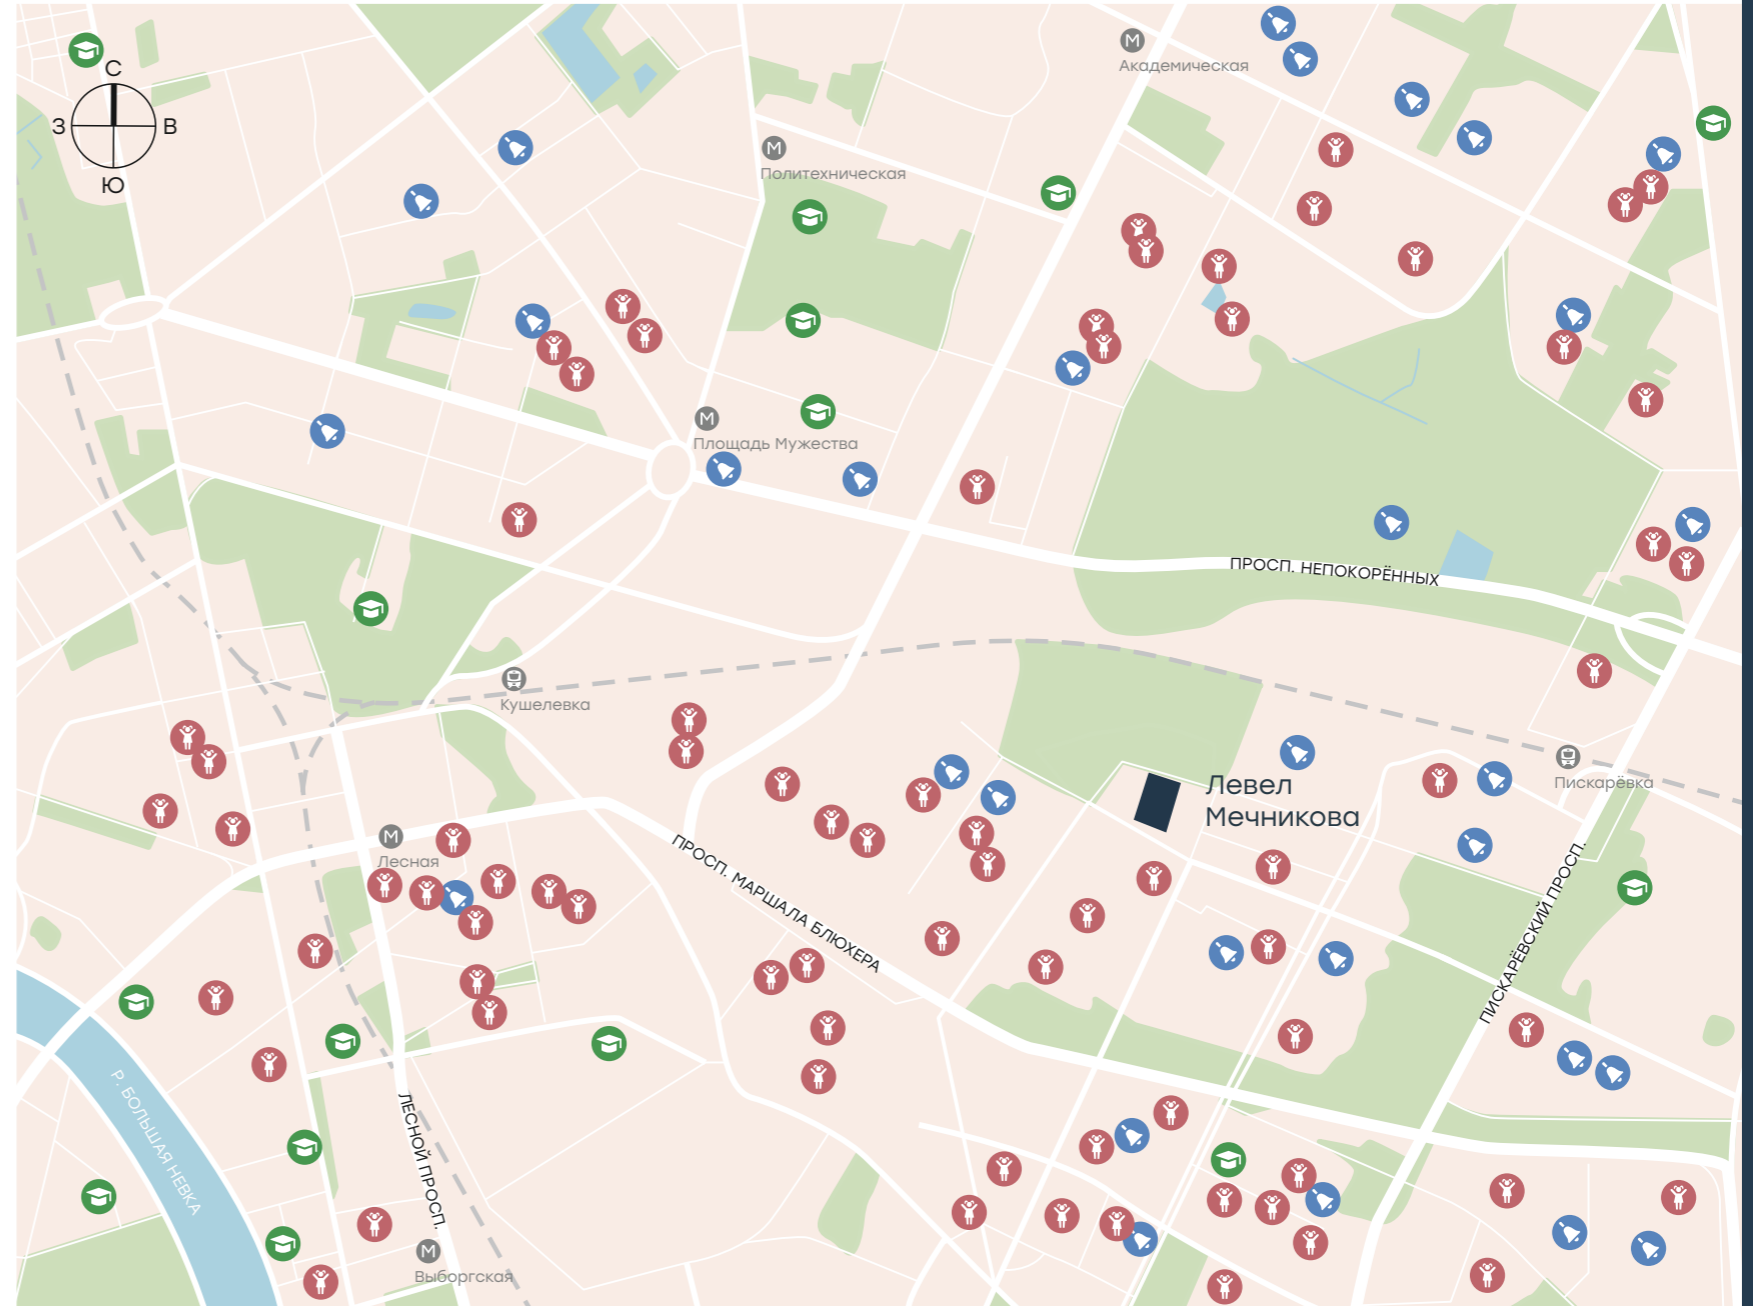 М
Академическая
С
З
В
Ю
М
Политехническая
М
Площадь Мужества
ПРОСП. НЕПОКОРЁННЫХ
Кушелевка
Пискарёвка
Левел
Мечникова
М
Лесная
ПРОСП. МАРШАЛА БЛЮХЕРА
ПИСКАРЁВСКИЙ ПРОСП.
Р. БОЛЬШАЯ НЕВКА
ЛЕСНОЙ ПРОСП.
М
Выборгская